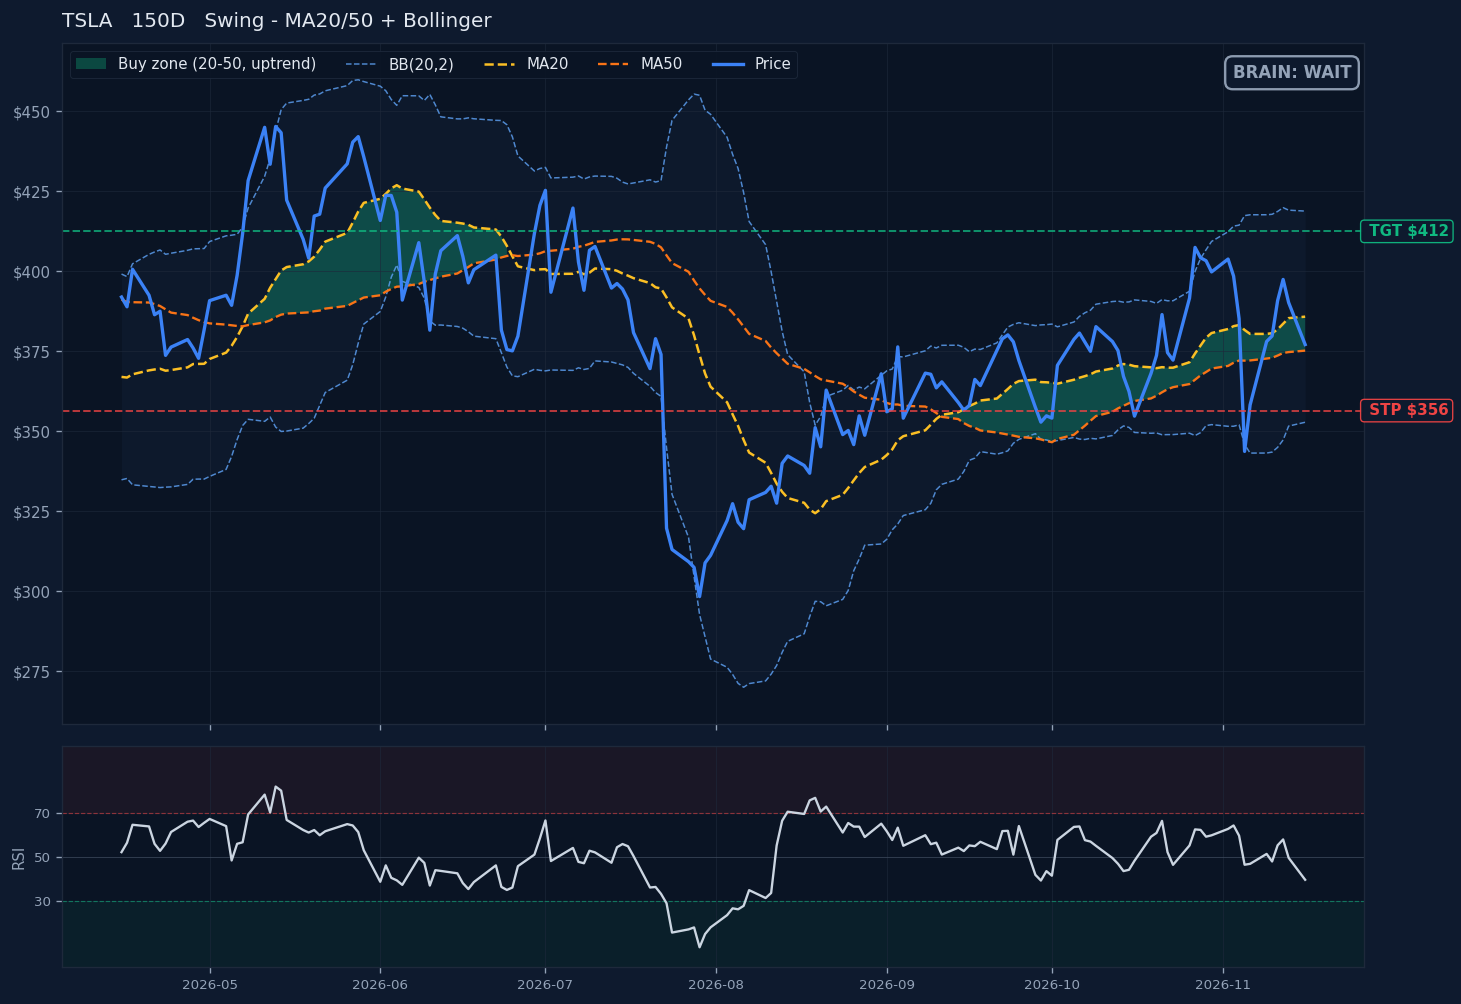 TSLA   150D   Swing - MA20/50 + Bollinger
Buy zone (20-50, uptrend)   BB(20,2)   MA20   MA50   Price
BRAIN: WAIT
$450
$425
TGT $412
$400
$375
STP $356
$350
$325
$300
$275
70
50
30
RSI
2026-05   2026-06   2026-07   2026-08   2026-09   2026-10   2026-11